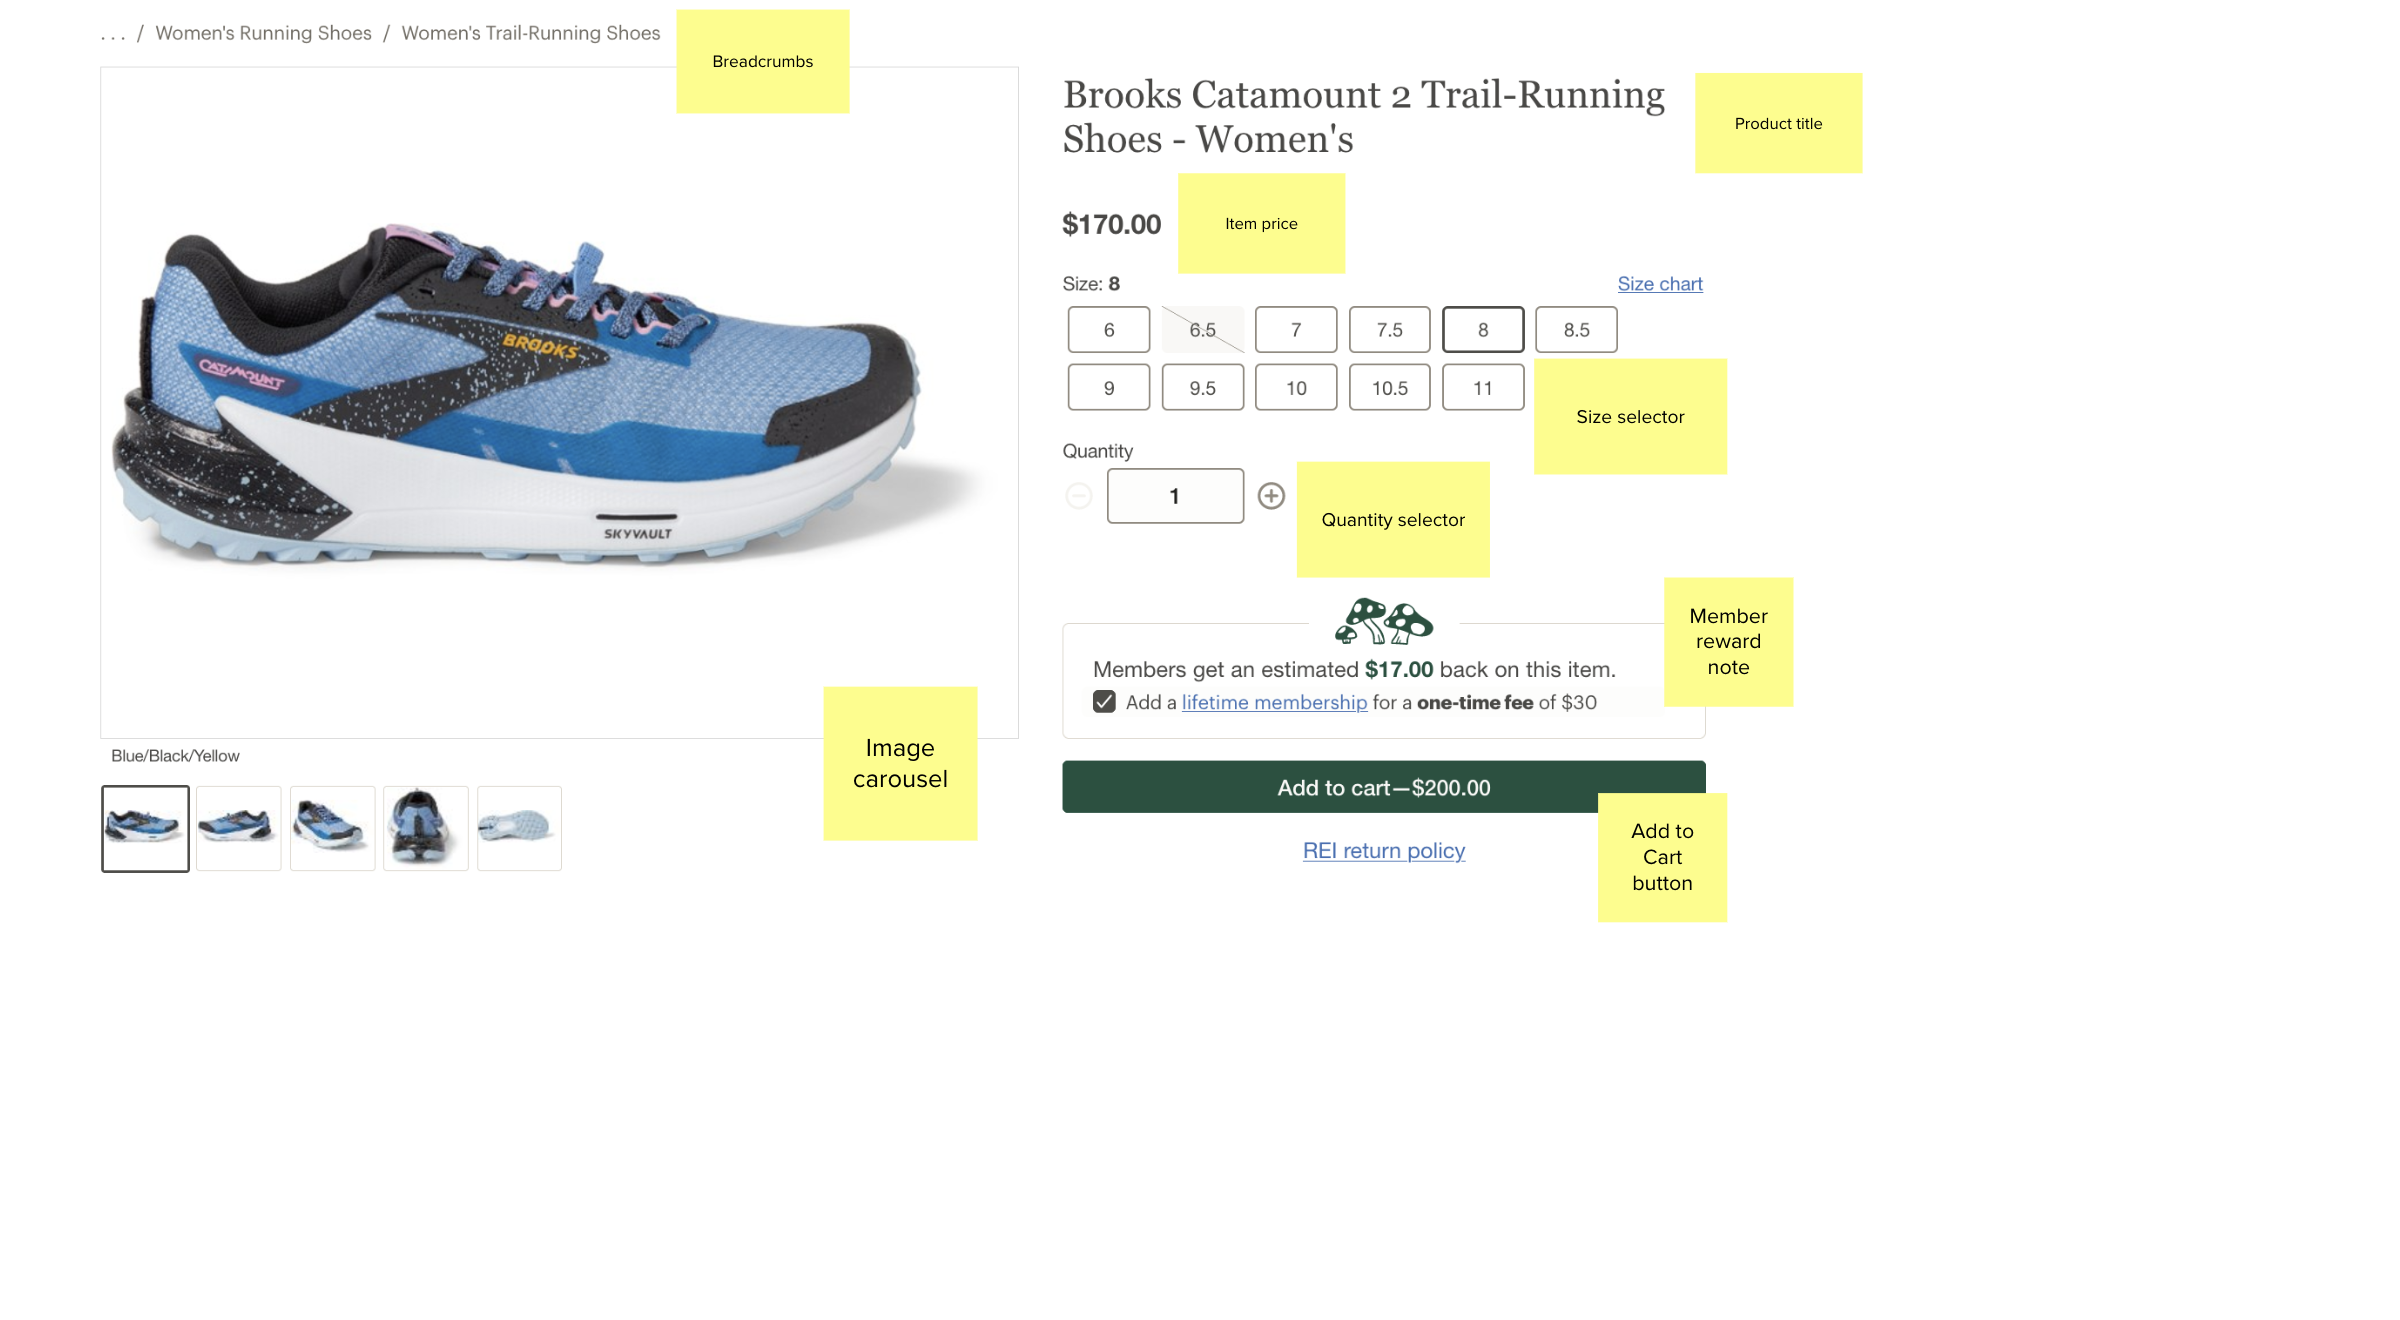 . . . / Women's Running Shoes / Women's Trail-Running Shoes
Breadcrumbs
CATAMOUNT
BROOKS
SKYVAULT
Image
carousel
Blue/Black/Yellow
Brooks Catamount 2 Trail-Running
Shoes - Women's
Product title
$170.00
Item price
Size: 8
Size chart
6 6.5 7 7.5 8 8.5
9 9.5 10 10.5 11
Size selector
Quantity
1
Quantity selector
Member
reward
note
Members get an estimated $17.00 back on this item.
Add a lifetime membership for a one-time fee of $30
Add to cart—$200.00
REI return policy
Add to
Cart
button